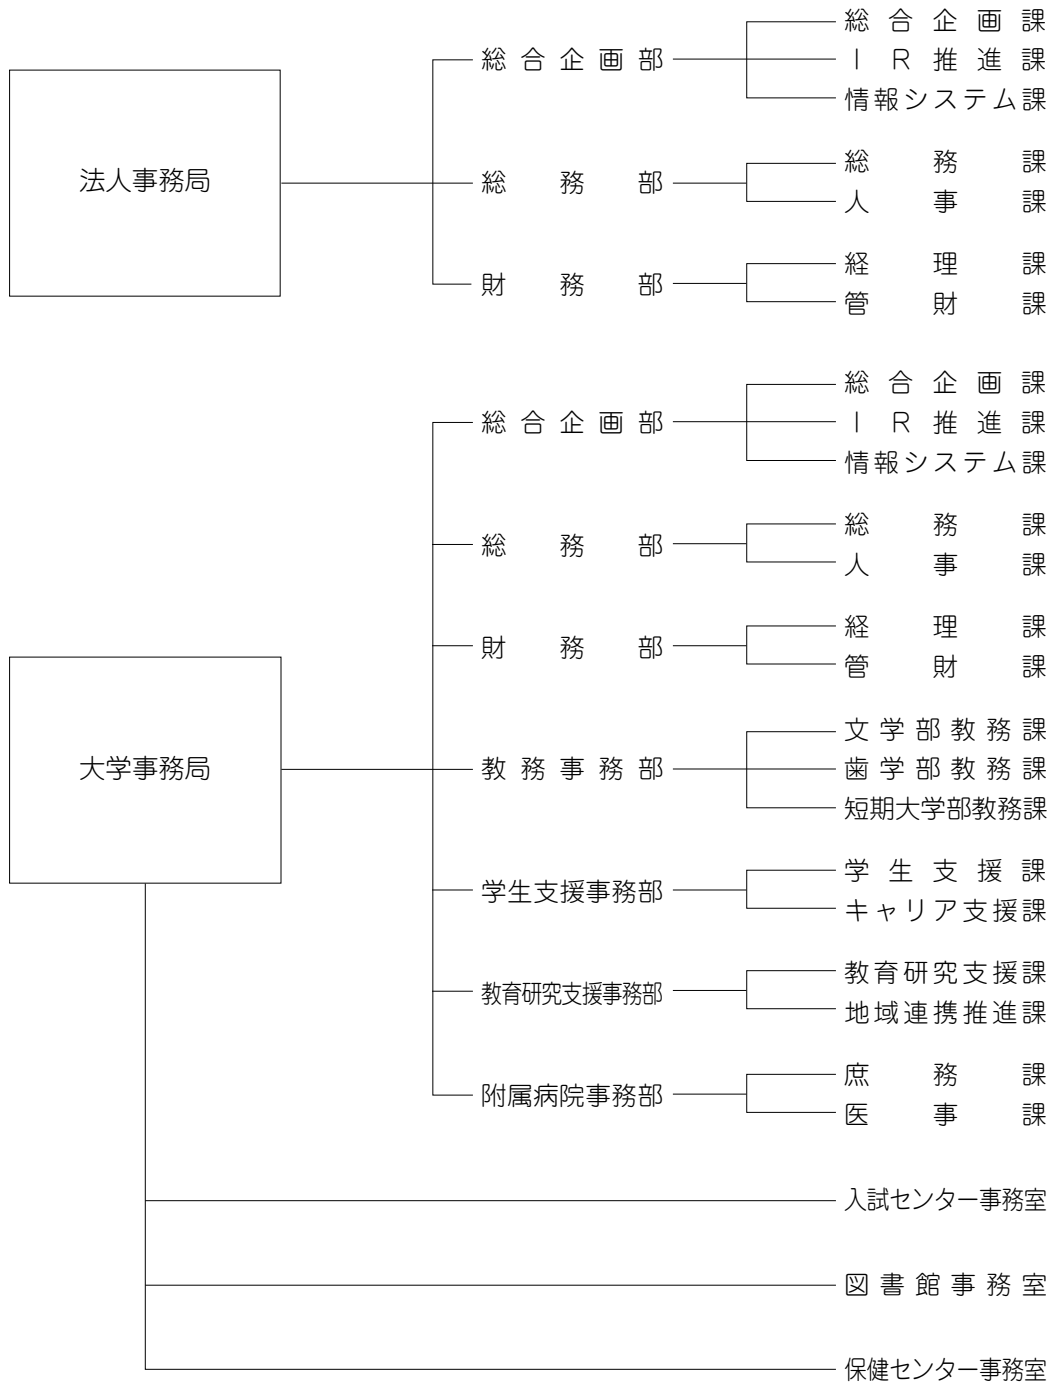 法人事務局
総合企画部
総合企画課
IR推進課
情報システム課
総務部
総務課
人事課
財務部
経理課
管財課
大学事務局
総合企画部
総合企画課
IR推進課
情報システム課
総務部
総務課
人事課
財務部
経理課
管財課
教務事務部
文学部教務課
歯学部教務課
短期大学部教務課
学生支援事務部
学生支援課
キャリア支援課
教育研究支援事務部
教育研究支援課
地域連携推進課
附属病院事務部
庶務課
医事課
入試センター事務室
図書館事務室
保健センター事務室